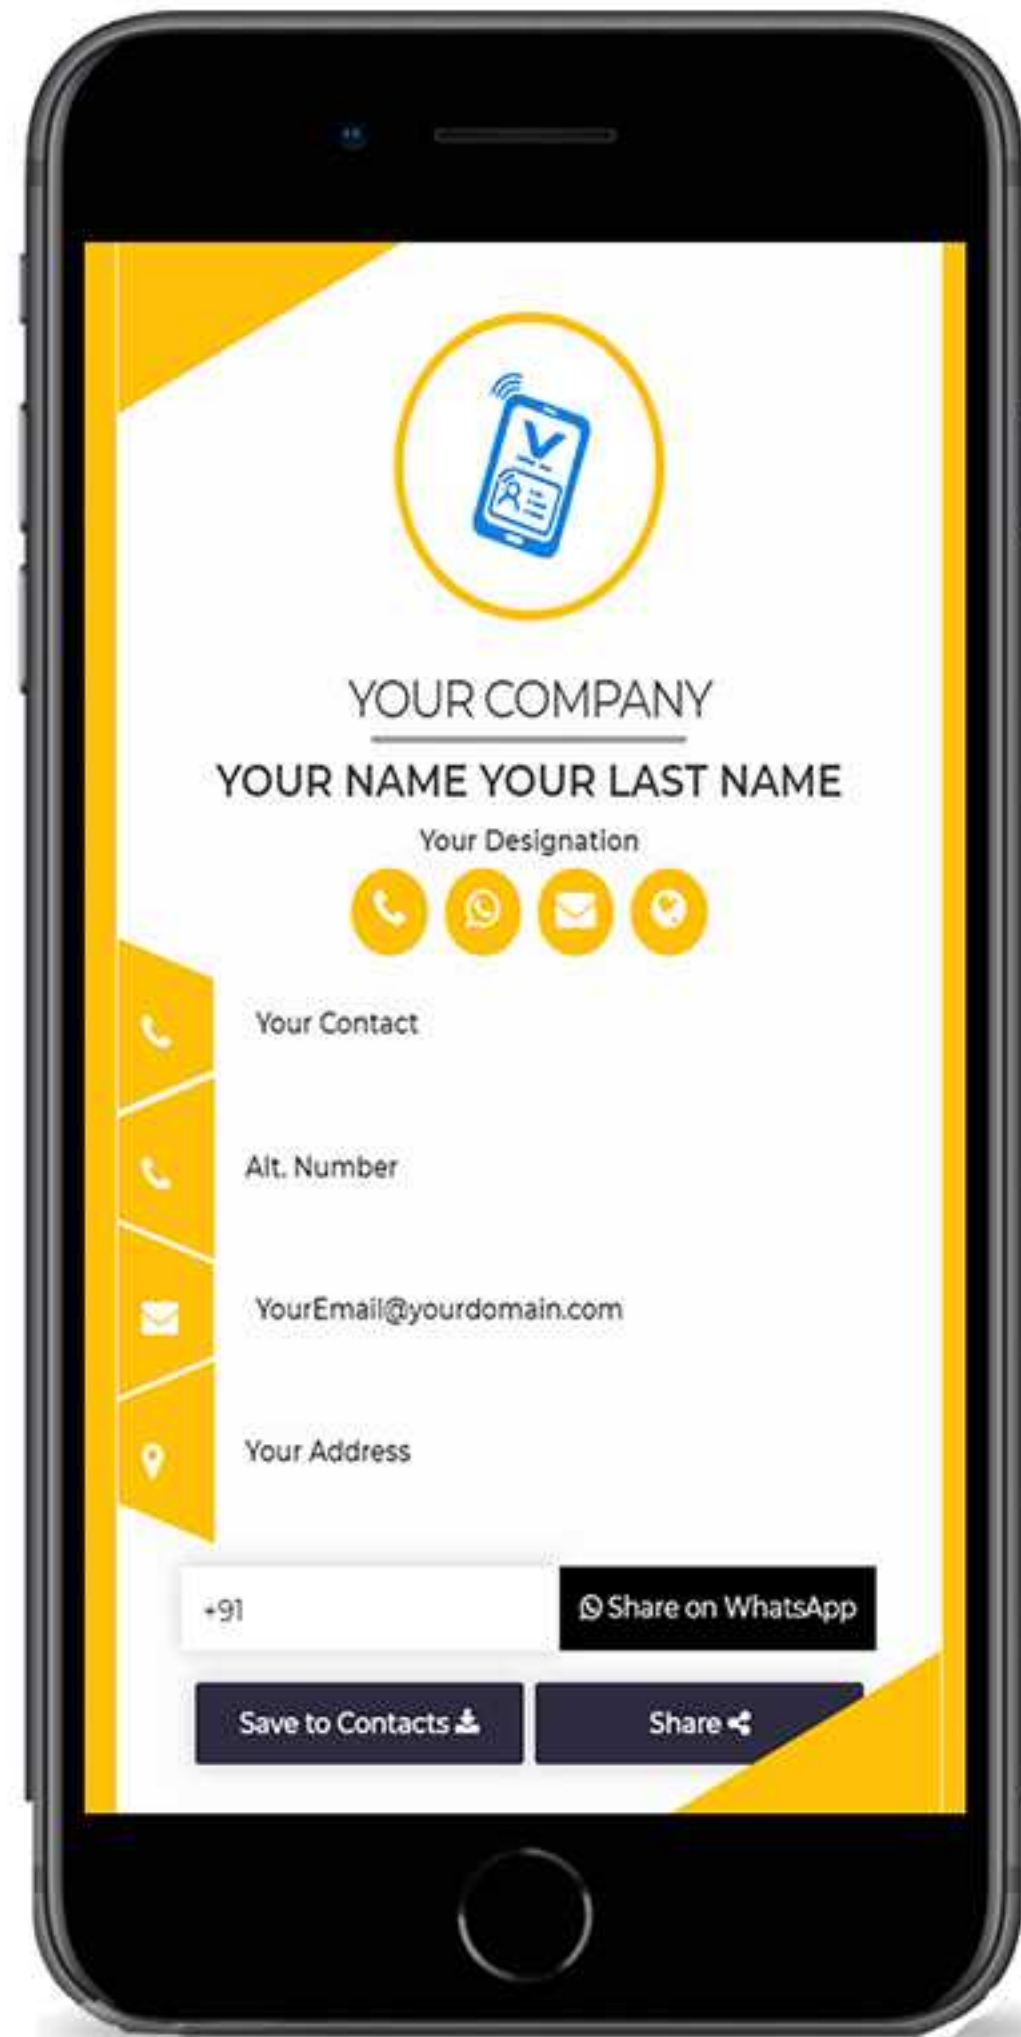 YOUR COMPANY
YOUR NAME YOUR LAST NAME
Your Designation
Your Contact
Alt. Number
YourEmail@yourdomain.com
Your Address
+91 Share on WhatsApp
Save to Contacts Share